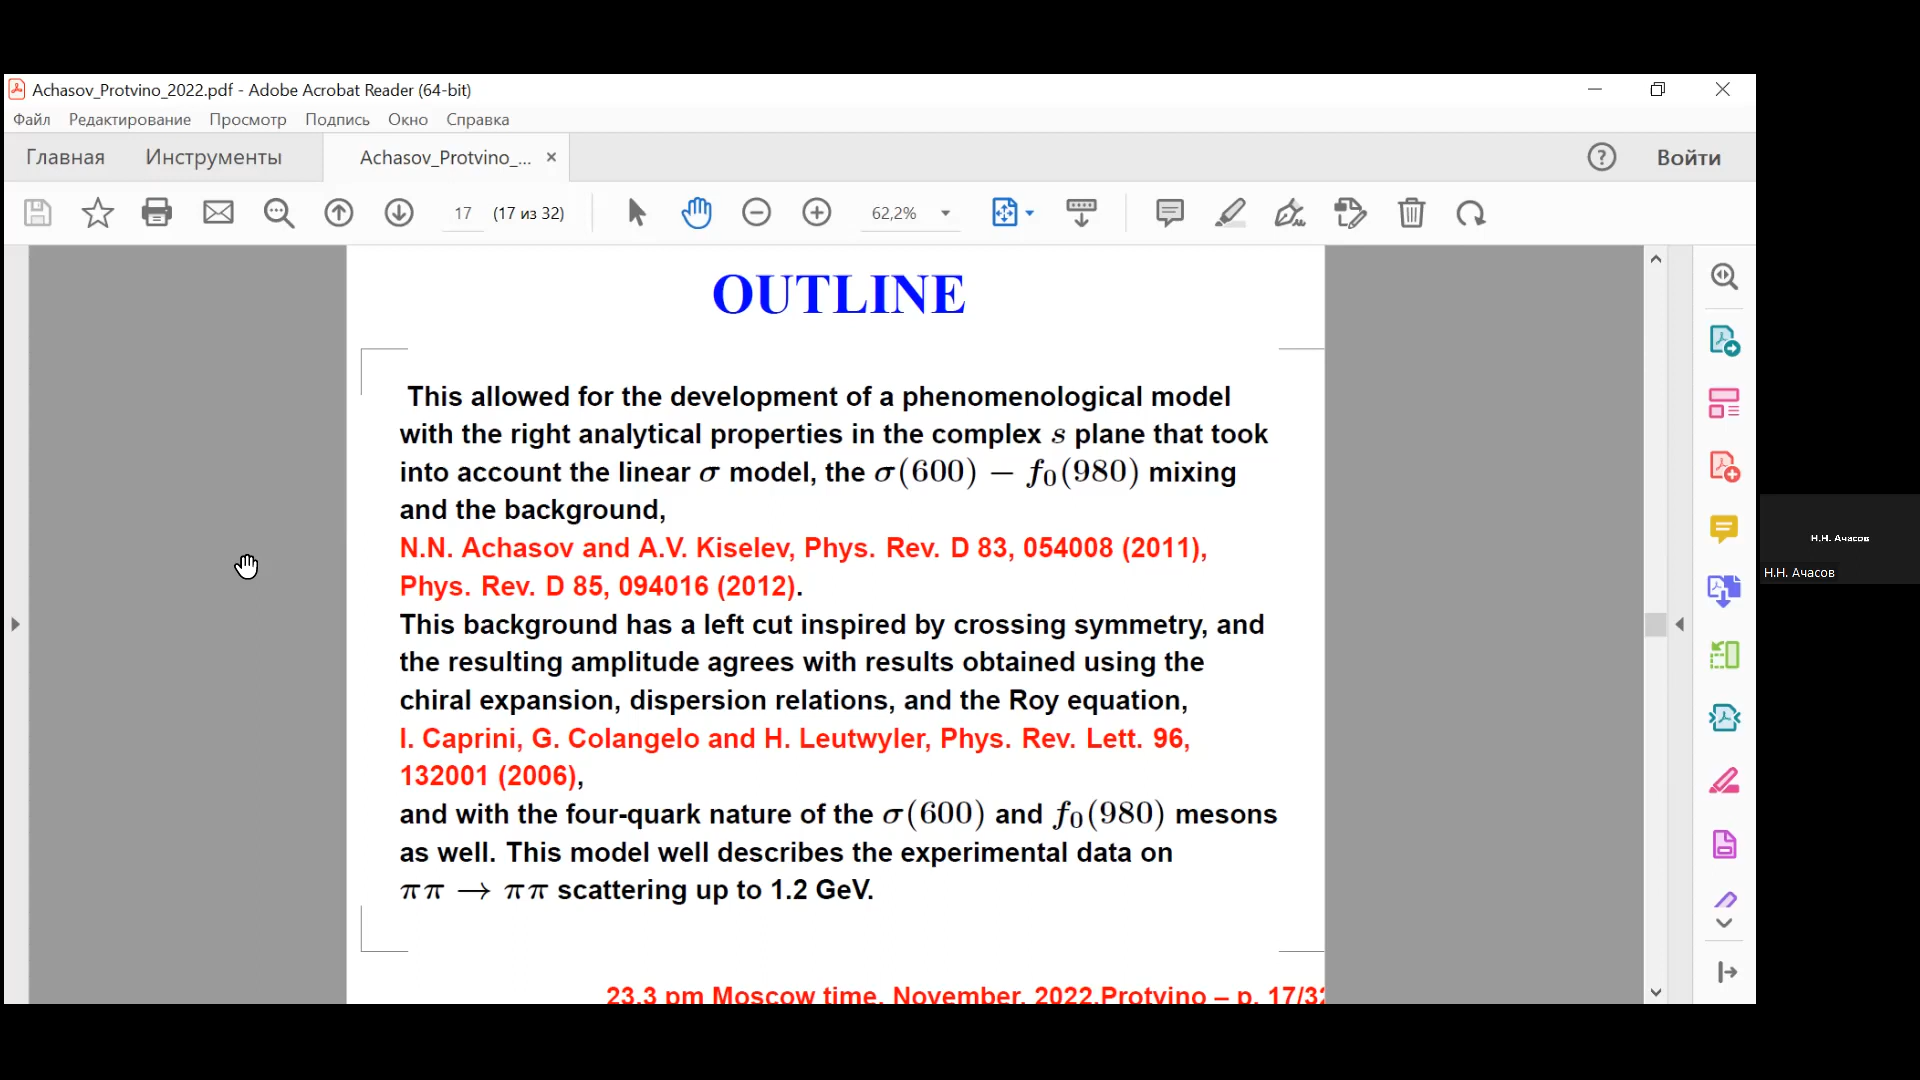 Achasov_Protvino_2022.pdf - Adobe Acrobat Reader (64-bit)
Файл Редактирование Просмотр Подпись Окно Справка
Главная Инструменты Achasov_Protvino_... × Войти
17 (17 из 32) 62,2%
OUTLINE
This allowed for the development of a phenomenological model
with the right analytical properties in the complex s plane that took
into account the linear σ model, the σ(600) − f₀(980) mixing
and the background,
N.N. Achasov and A.V. Kiselev, Phys. Rev. D 83, 054008 (2011),
Phys. Rev. D 85, 094016 (2012).
This background has a left cut inspired by crossing symmetry, and
the resulting amplitude agrees with results obtained using the
chiral expansion, dispersion relations, and the Roy equation,
I. Caprini, G. Colangelo and H. Leutwyler, Phys. Rev. Lett. 96,
132001 (2006),
and with the four-quark nature of the σ(600) and f₀(980) mesons
as well. This model well describes the experimental data on
ππ → ππ scattering up to 1.2 GeV.
23.3 pm Moscow time, November, 2022,Protvino – p. 17/32
Н.Н. Ачасов
Н.Н. Ачасов